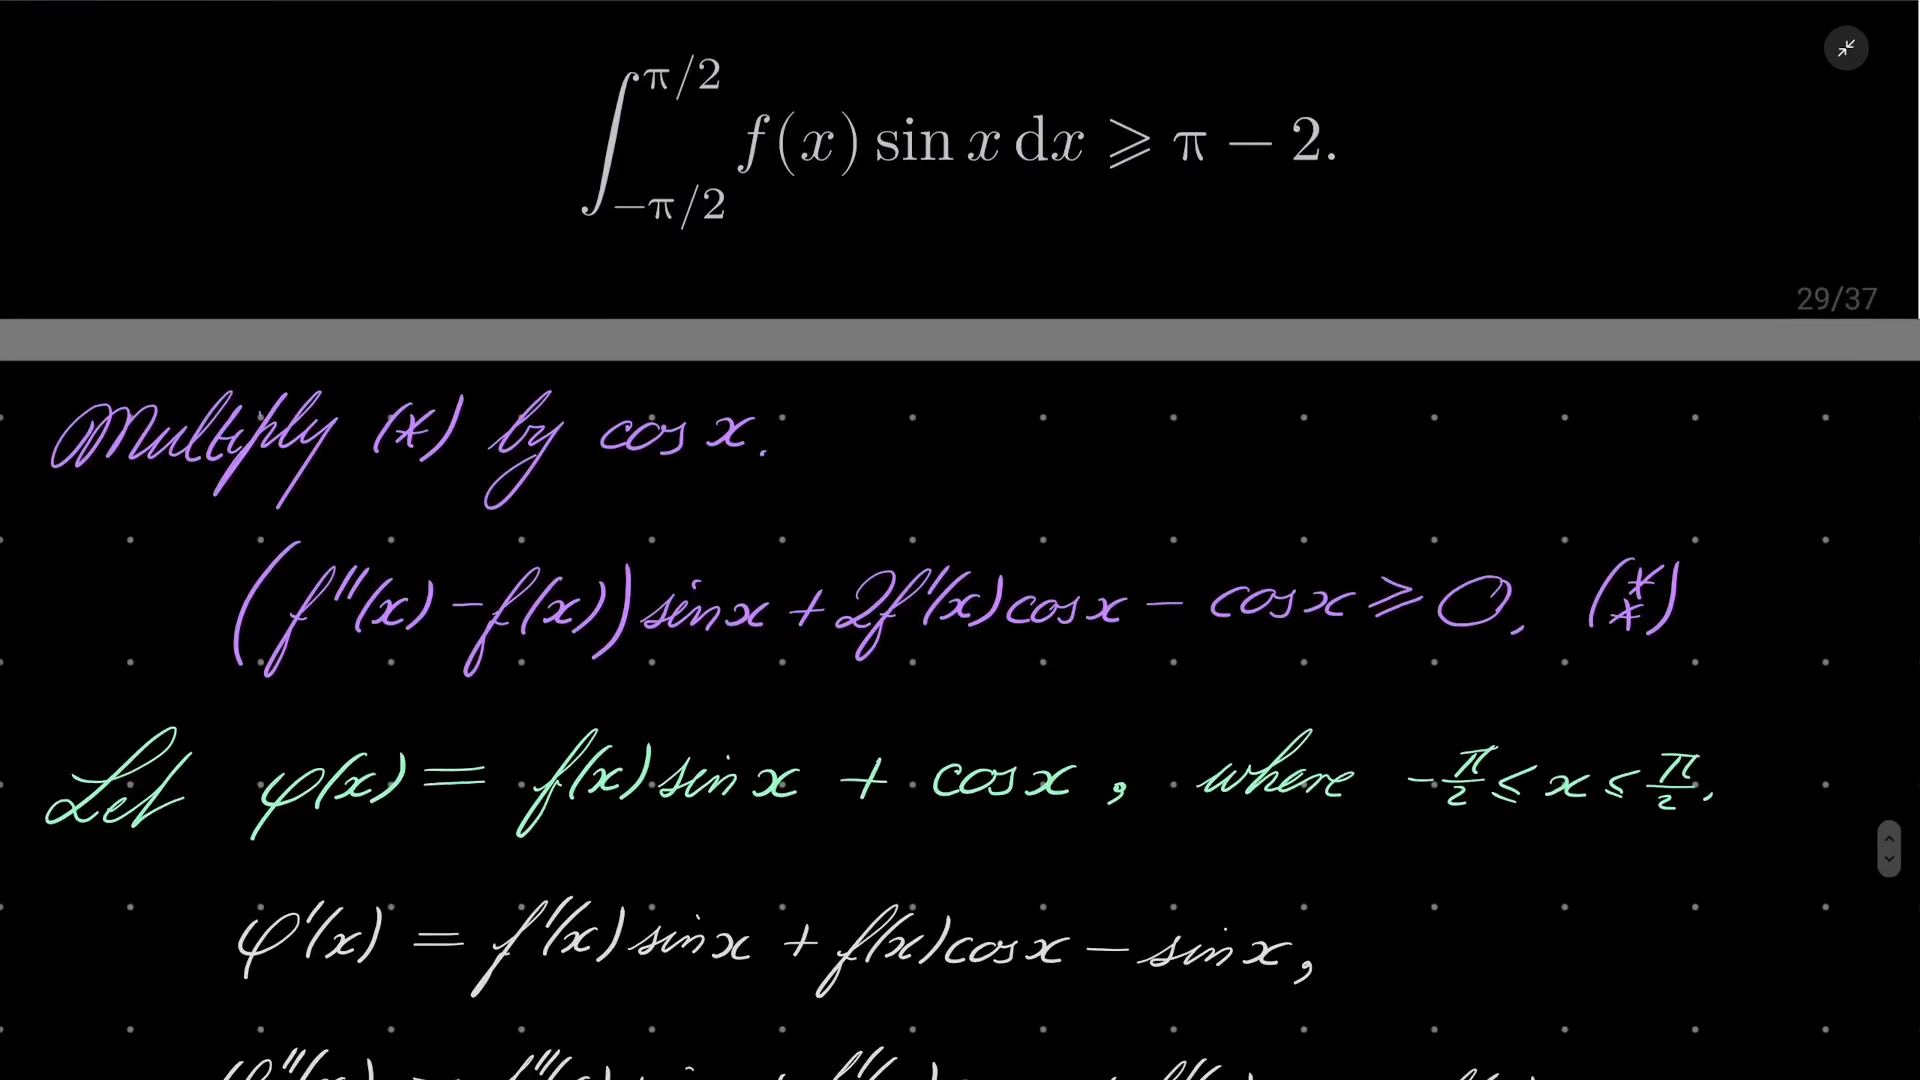 ∫_{-π/2}^{π/2} f(x) sin x dx ⩾ π − 2.
29/37
Multiply (*) by cos x.
(f''(x) − f(x)) sin x + 2f'(x) cos x − cos x ⩾ 0. (**)
Let φ(x) = f(x) sin x + cos x, where −π/2 ≤ x ≤ π/2.
φ'(x) = f'(x) sin x + f(x) cos x − sin x,